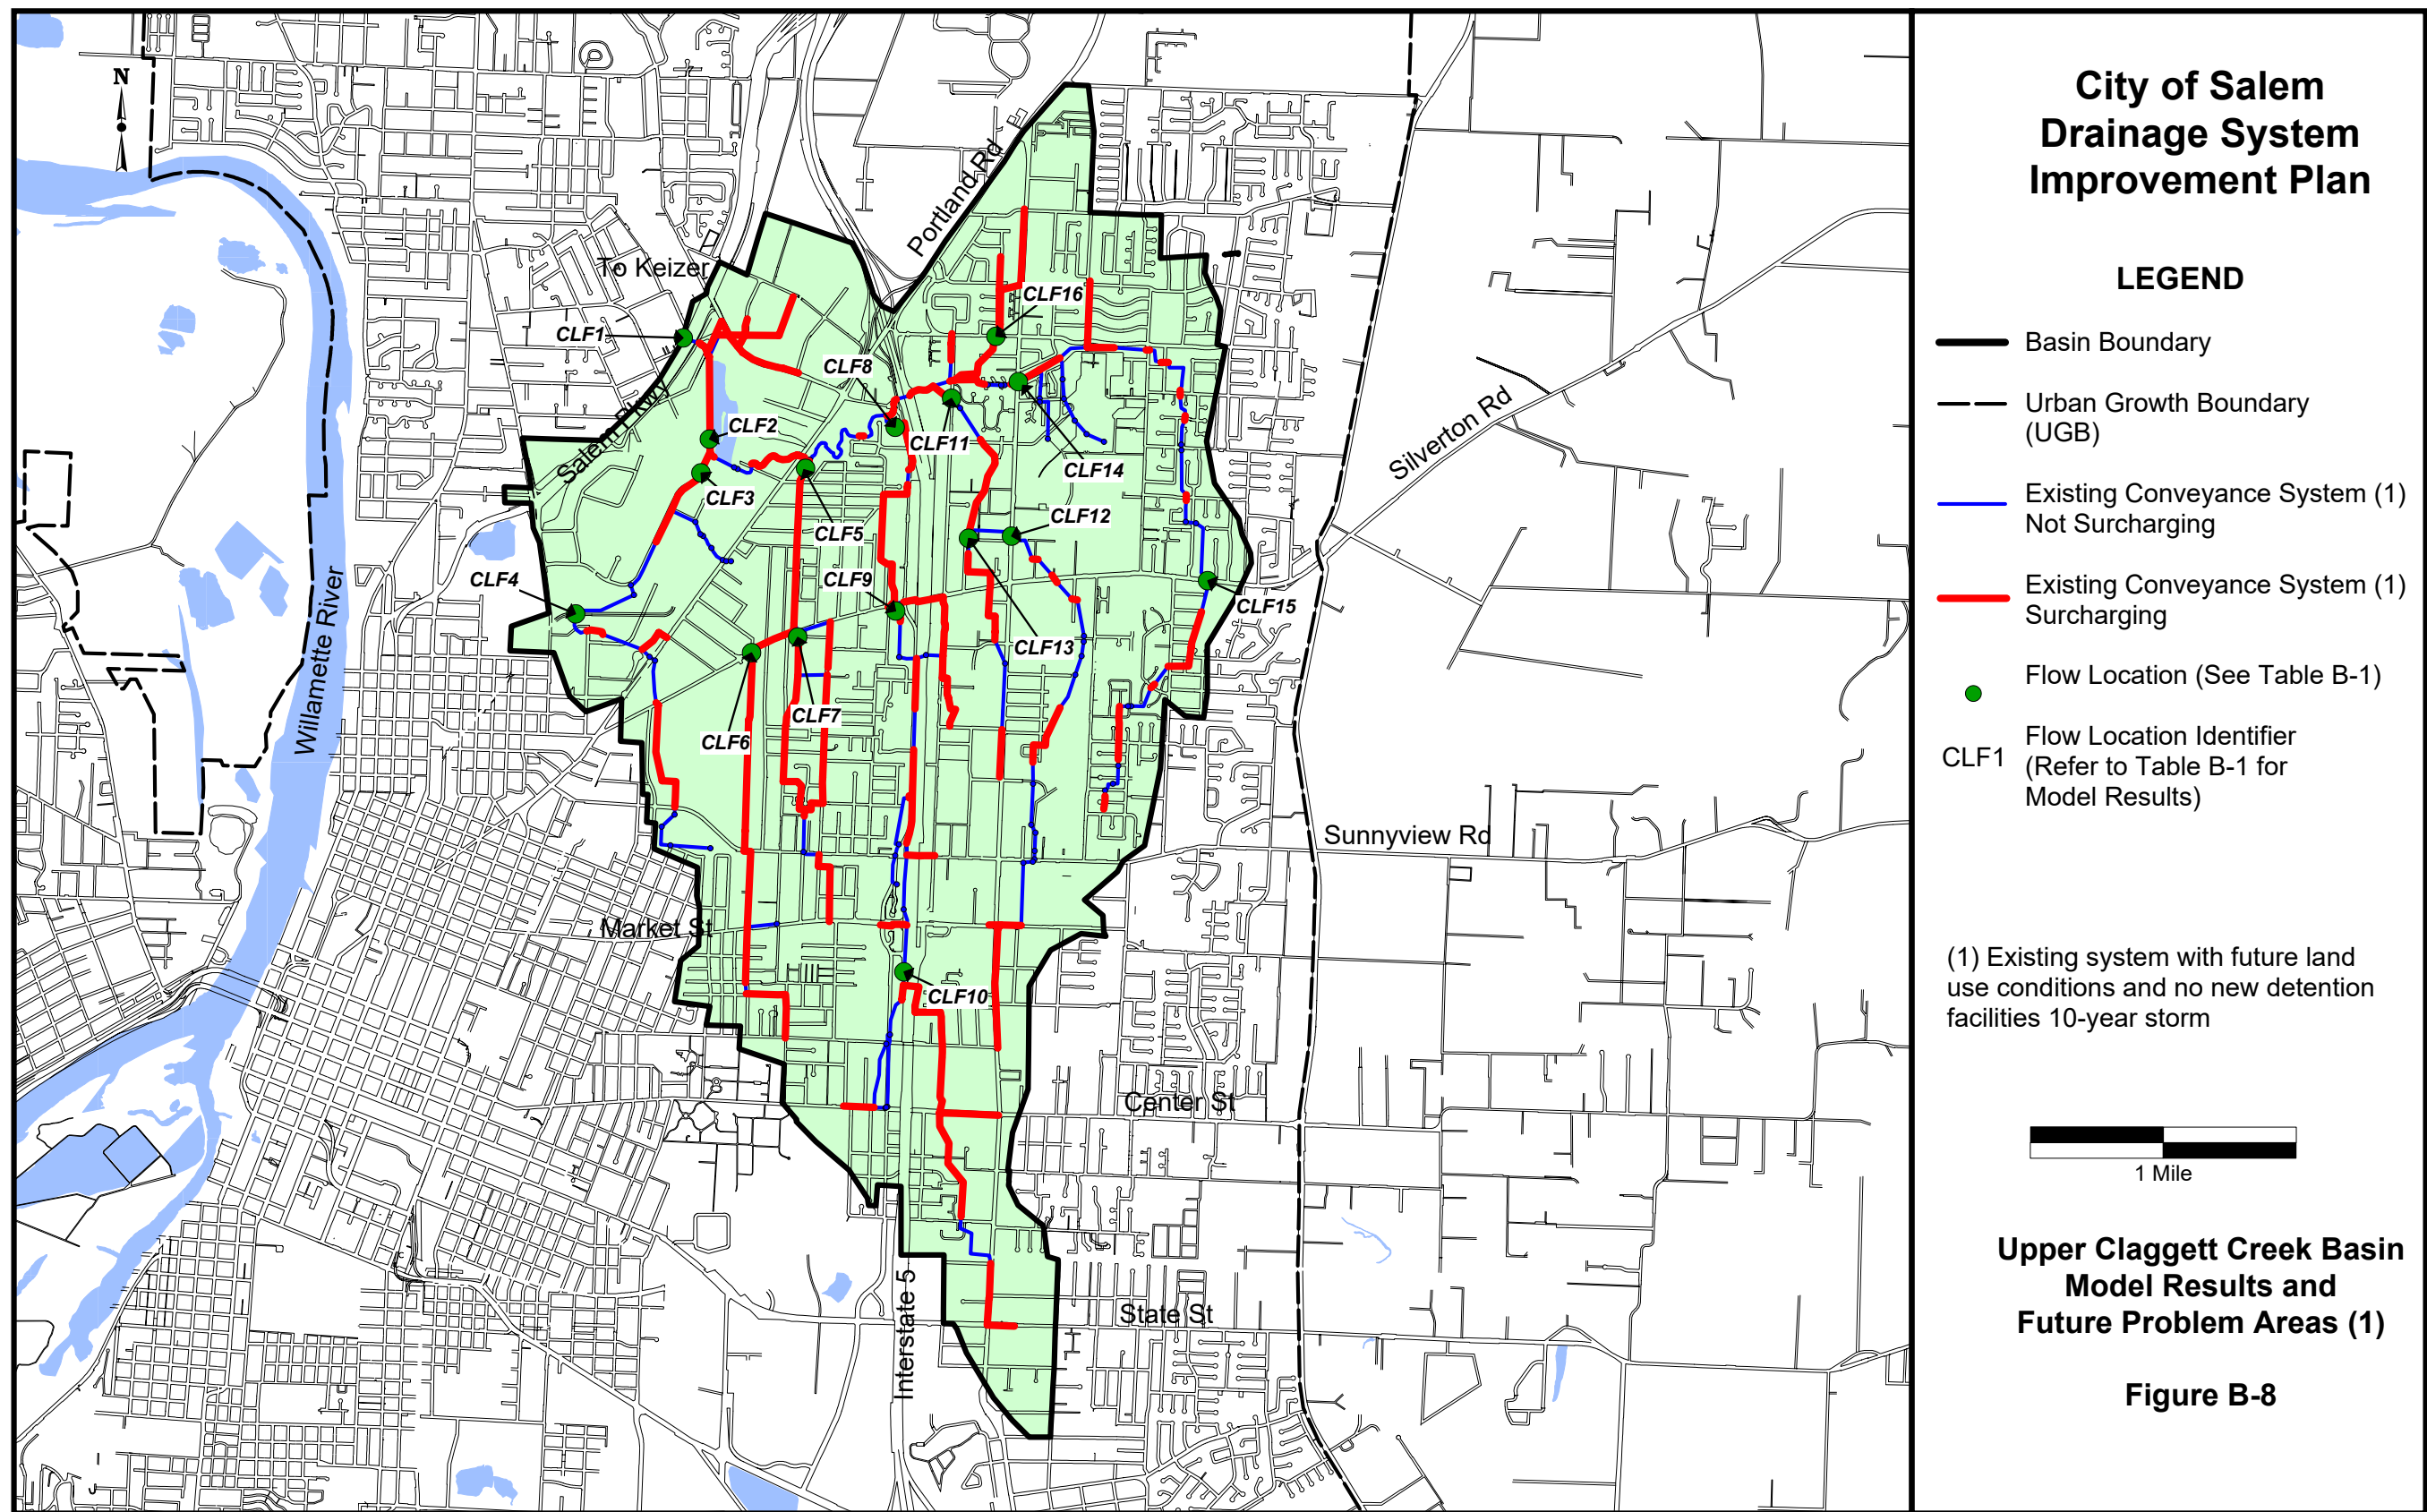 City of Salem
Drainage System
Improvement Plan
LEGEND
Basin Boundary
Urban Growth Boundary
(UGB)
Existing Conveyance System (1)
Not Surcharging
Existing Conveyance System (1)
Surcharging
Flow Location (See Table B-1)
CLF1
Flow Location Identifier
(Refer to Table B-1 for
Model Results)
(1) Existing system with future land
use conditions and no new detention
facilities 10-year storm
1 Mile
Upper Claggett Creek Basin
Model Results and
Future Problem Areas (1)
Figure B-8
N
Portland Rd
To Keizer
CLF16
CLF1
CLF8
Salem Pkwy
CLF2
CLF11
Silverton Rd
CLF14
CLF3
CLF12
CLF5
CLF4
CLF9
CLF15
Willamette River
CLF13
CLF7
CLF6
Sunnyview Rd
Market St
CLF10
Center St
Interstate 5
State St